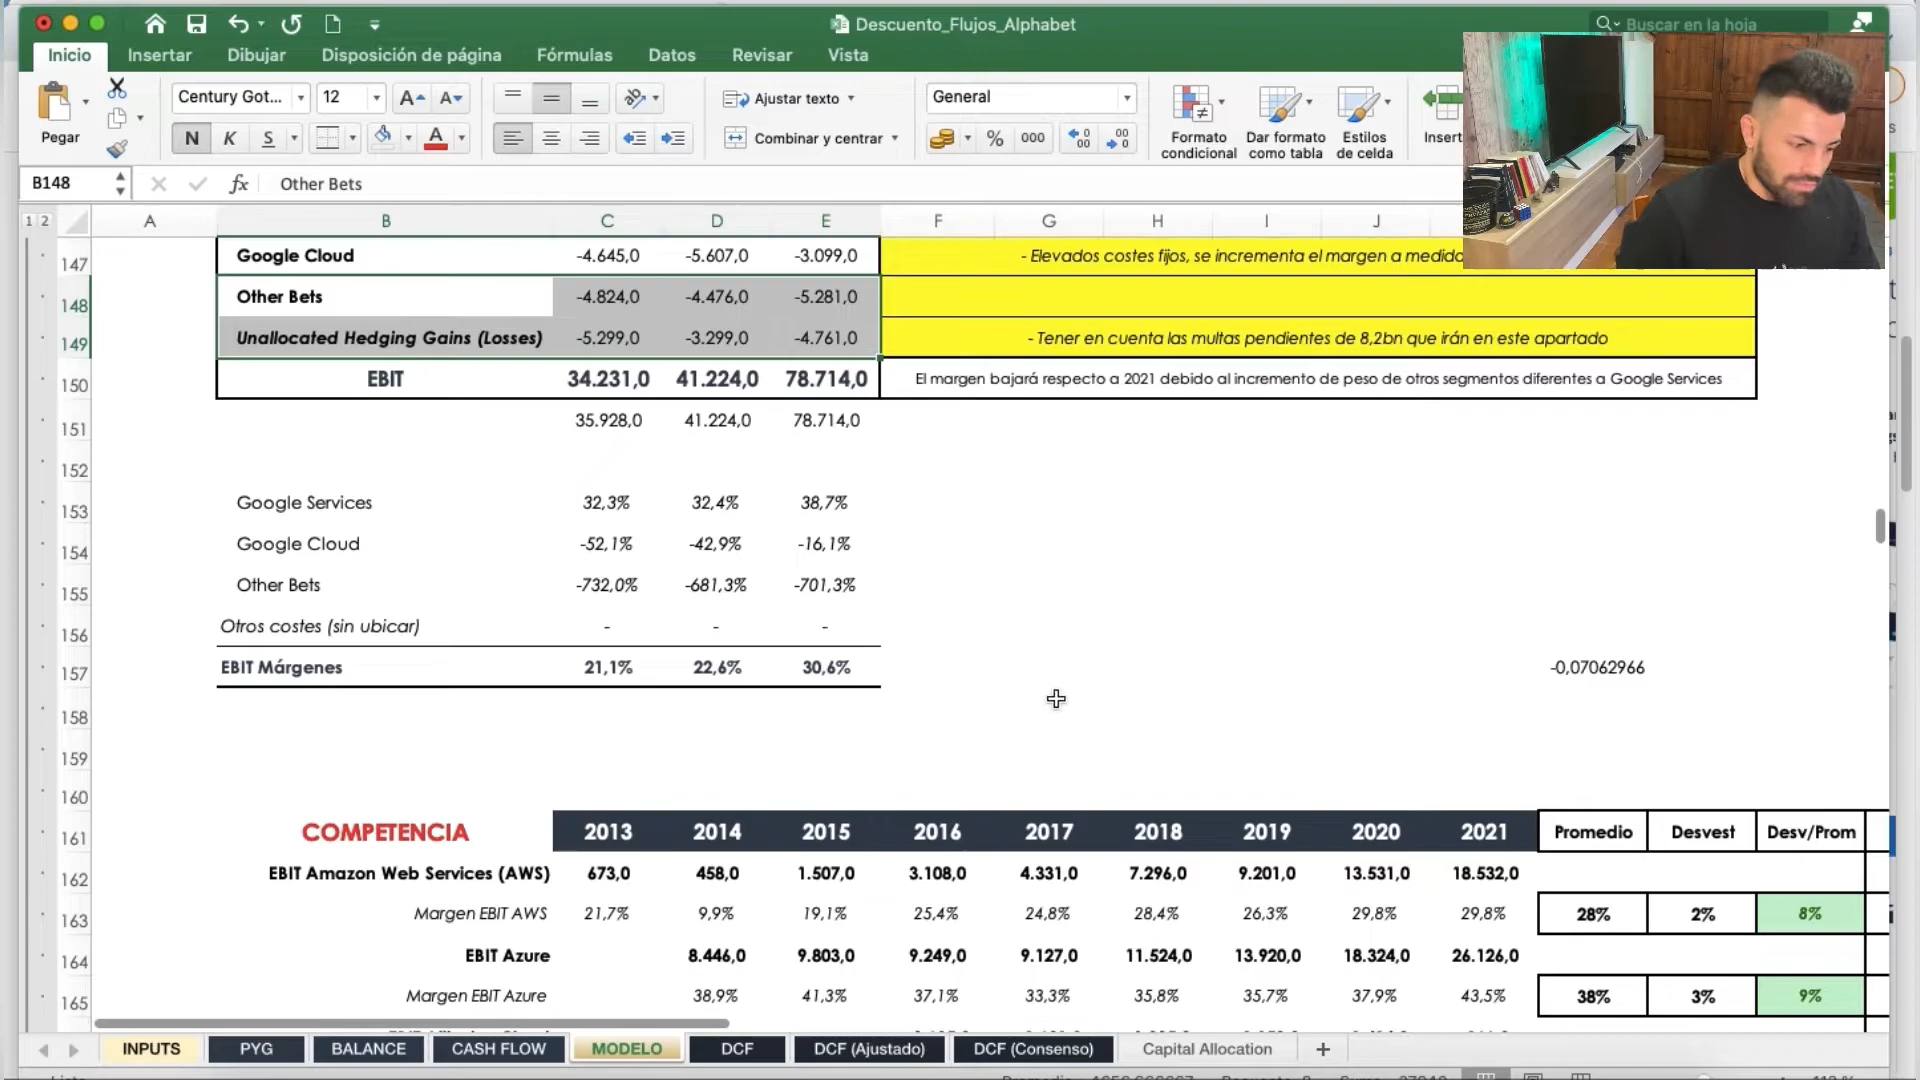 Descuento_Flujos_Alphabet
Buscar en la hoja
Inicio Insertar Dibujar Disposición de página Fórmulas Datos Revisar Vista
Pegar
Century Got... 12
A A
N K S
A
Ajustar texto
Combinar y centrar
General
% 000
Formato condicional
Dar formato como tabla
Estilos de celda
Insert
B148 fx Other Bets
1 2 A B C D E F G H I J
147 Google Cloud -4.645,0 -5.607,0 -3.099,0 - Elevados costes fijos, se incrementa el margen a medida
148 Other Bets -4.824,0 -4.476,0 -5.281,0
149 Unallocated Hedging Gains (Losses) -5.299,0 -3.299,0 -4.761,0 - Tener en cuenta las multas pendientes de 8,2bn que irán en este apartado
150 EBIT 34.231,0 41.224,0 78.714,0 El margen bajará respecto a 2021 debido al incremento de peso de otros segmentos diferentes a Google Services
151 35.928,0 41.224,0 78.714,0
152
153 Google Services 32,3% 32,4% 38,7%
154 Google Cloud -52,1% -42,9% -16,1%
155 Other Bets -732,0% -681,3% -701,3%
156 Otros costes (sin ubicar) - - -
157 EBIT Márgenes 21,1% 22,6% 30,6% -0,07062966
158
159
160
161 COMPETENCIA 2013 2014 2015 2016 2017 2018 2019 2020 2021 Promedio Desvest Desv/Prom
162 EBIT Amazon Web Services (AWS) 673,0 458,0 1.507,0 3.108,0 4.331,0 7.296,0 9.201,0 13.531,0 18.532,0
163 Margen EBIT AWS 21,7% 9,9% 19,1% 25,4% 24,8% 28,4% 26,3% 29,8% 29,8% 28% 2% 8%
164 EBIT Azure 8.446,0 9.803,0 9.249,0 9.127,0 11.524,0 13.920,0 18.324,0 26.126,0
165 Margen EBIT Azure 38,9% 41,3% 37,1% 33,3% 35,8% 35,7% 37,9% 43,5% 38% 3% 9%
INPUTS PYG BALANCE CASH FLOW MODELO DCF DCF (Ajustado) DCF (Consenso) Capital Allocation +